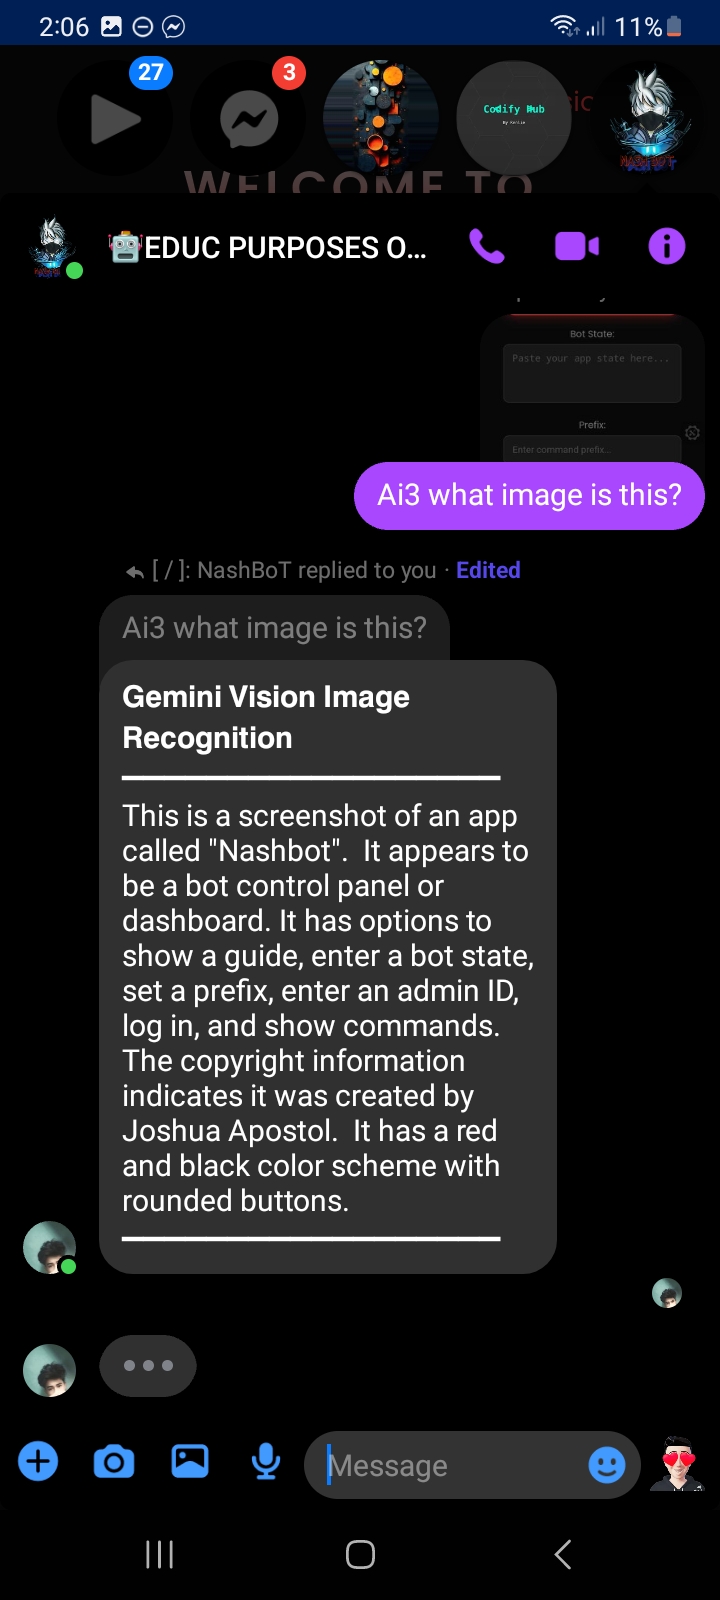 2:06
11%
27
3
Codify Hub
By Kenlie
sic
NASH BOT
WELCOME TO
🤖EDUC PURPOSES O...
Bot State:
Paste your app state here...
Prefix:
Enter command prefix...
Ai3 what image is this?
[ / ]: NashBoT replied to you · Edited
Ai3 what image is this?
Gemini Vision Image
Recognition
This is a screenshot of an app
called "Nashbot".  It appears to
be a bot control panel or
dashboard. It has options to
show a guide, enter a bot state,
set a prefix, enter an admin ID,
log in, and show commands.
The copyright information
indicates it was created by
Joshua Apostol.  It has a red
and black color scheme with
rounded buttons.
Message